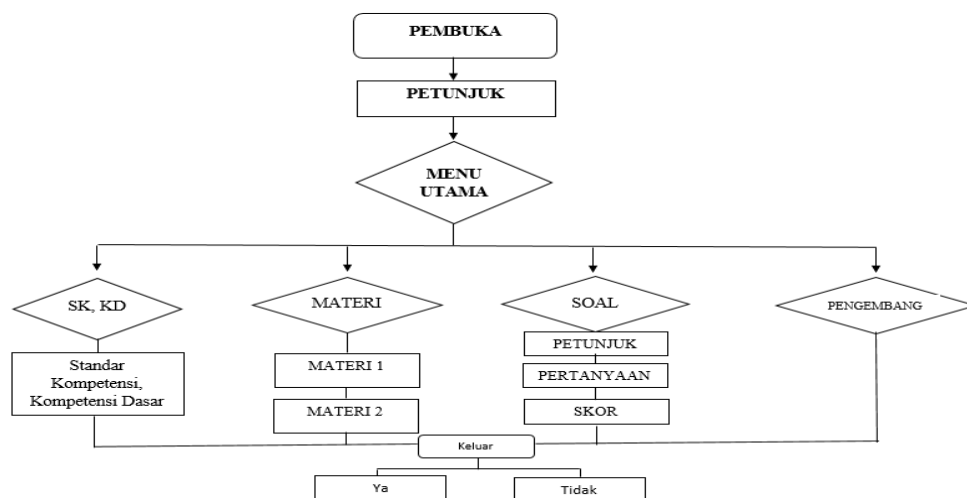 PEMBUKA
PETUNJUK
MENU
UTAMA
SK, KD
MATERI
SOAL
PENGEMBANG
Standar
Kompetensi,
Kompetensi Dasar
MATERI 1
MATERI 2
PETUNJUK
PERTANYAAN
SKOR
Keluar
Ya
Tidak